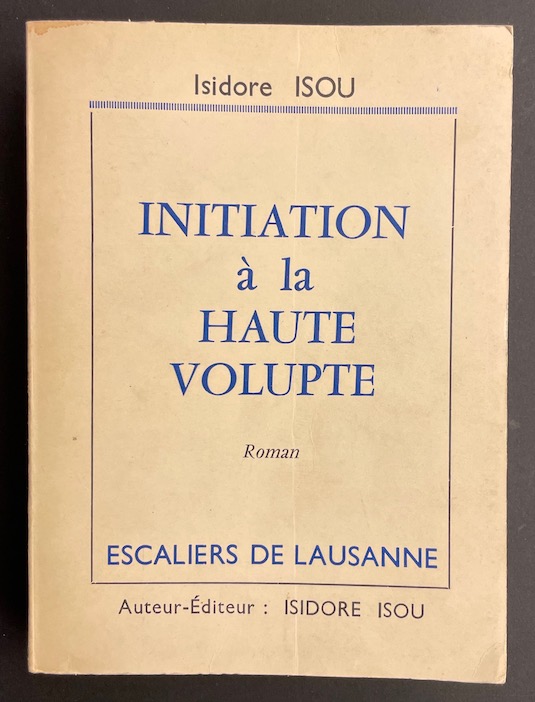 Isidore ISOU
INITIATION
à la
HAUTE
VOLUPTE
Roman
ESCALIERS DE LAUSANNE
Auteur-Éditeur : ISIDORE ISOU